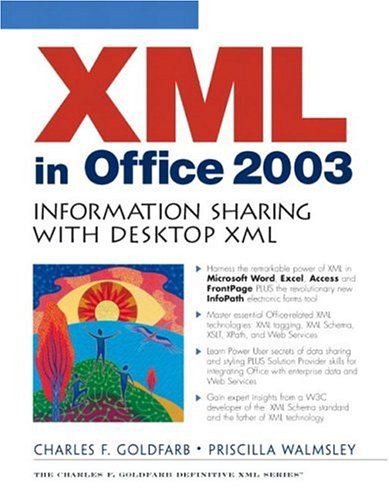 XML
in Office 2003
INFORMATION SHARING
WITH DESKTOP XML
Harness the remarkable power of XML in
Microsoft Word, Excel, Access and
FrontPage PLUS the revolutionary new
InfoPath electronic forms tool
Master essential Office-related XML
technologies: XML tagging, XML Schema,
XSLT, XPath, and Web Services
Learn Power User secrets of data sharing
and styling PLUS Solution Provider skills for
integrating Office with enterprise data and
Web Services
Gain expert insights from a W3C
developer of the XML Schema standard
and the father of XML technology
CHARLES F. GOLDFARB • PRISCILLA WALMSLEY
THE CHARLES F. GOLDFARB DEFINITIVE XML SERIES™